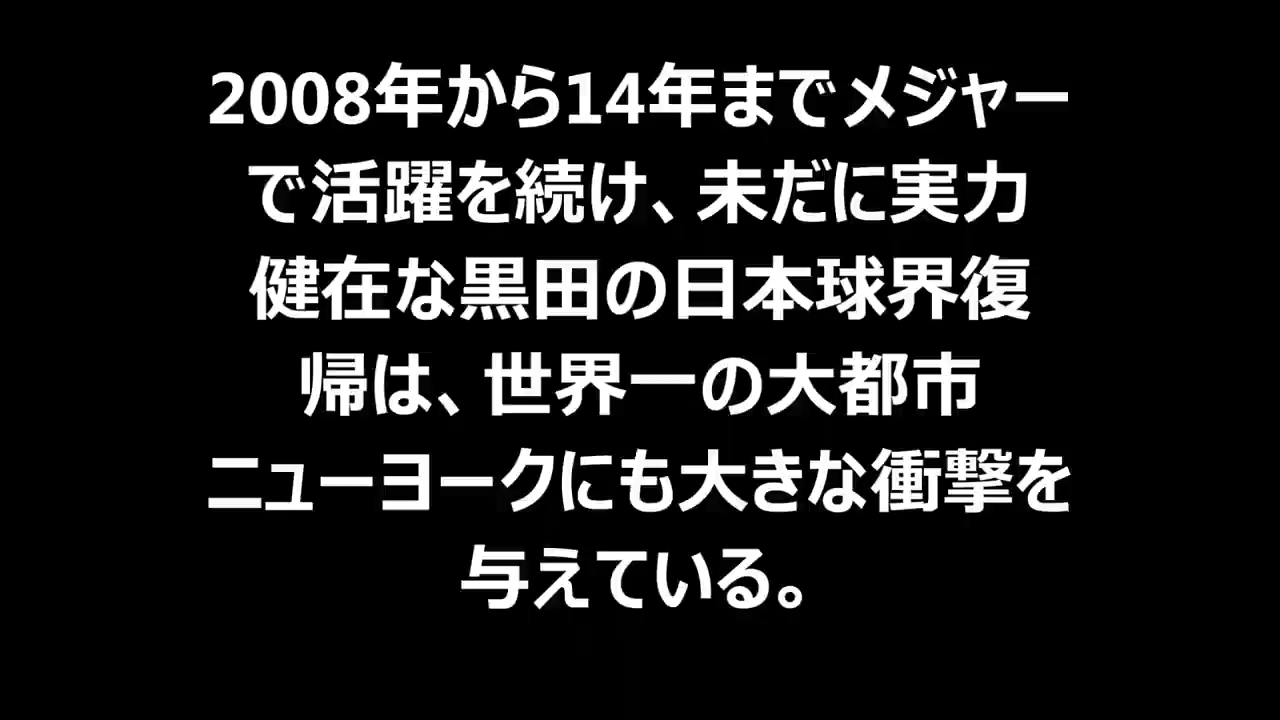 2008年から14年までメジャー
で活躍を続け、未だに実力
健在な黒田の日本球界復
帰は、世界一の大都市
ニューヨークにも大きな衝撃を
与えている。